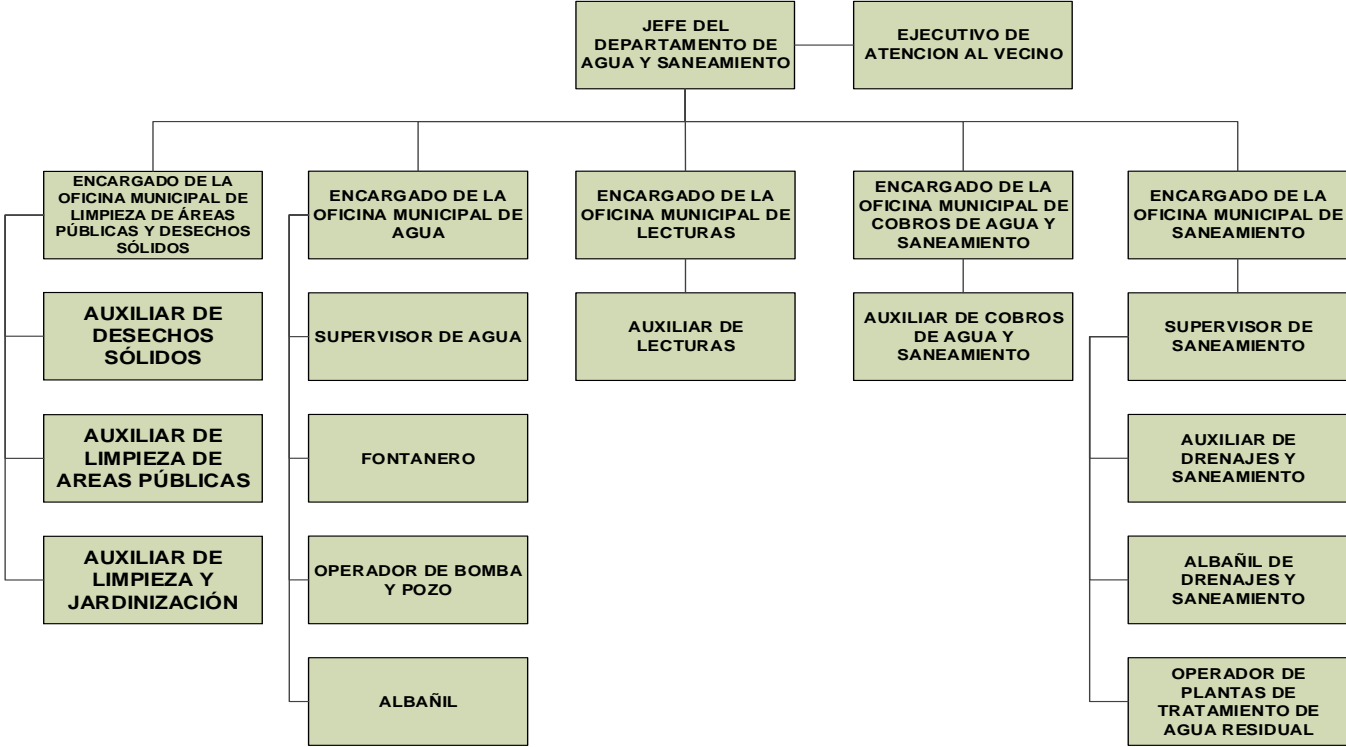 JEFE DEL
DEPARTAMENTO DE
AGUA Y SANEAMIENTO
EJECUTIVO DE
ATENCION AL VECINO
ENCARGADO DE LA
OFICINA MUNICIPAL DE
LIMPIEZA DE ÁREAS
PÚBLICAS Y DESECHOS
SÓLIDOS
ENCARGADO DE LA
OFICINA MUNICIPAL DE
AGUA
ENCARGADO DE LA
OFICINA MUNICIPAL DE
LECTURAS
ENCARGADO DE LA
OFICINA MUNICIPAL DE
COBROS DE AGUA Y
SANEAMIENTO
ENCARGADO DE LA
OFICINA MUNICIPAL DE
SANEAMIENTO
AUXILIAR DE
DESECHOS
SÓLIDOS
SUPERVISOR DE AGUA
AUXILIAR DE
LECTURAS
AUXILIAR DE COBROS
DE AGUA Y
SANEAMIENTO
SUPERVISOR DE
SANEAMIENTO
AUXILIAR DE
LIMPIEZA DE
AREAS PÚBLICAS
FONTANERO
AUXILIAR DE
DRENAJES Y
SANEAMIENTO
AUXILIAR DE
LIMPIEZA Y
JARDINIZACIÓN
OPERADOR DE BOMBA
Y POZO
ALBAÑIL DE
DRENAJES Y
SANEAMIENTO
ALBAÑIL
OPERADOR DE
PLANTAS DE
TRATAMIENTO DE
AGUA RESIDUAL